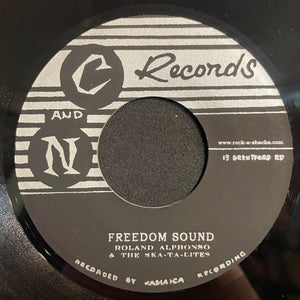 C Records
AND
N
www.rock-a-shacka.com
13 BRENTFORD RD
FREEDOM SOUND
ROLAND ALPHONSO
& THE SKA-TA-LITES
RECORDED BY JAMAICA RECORDING